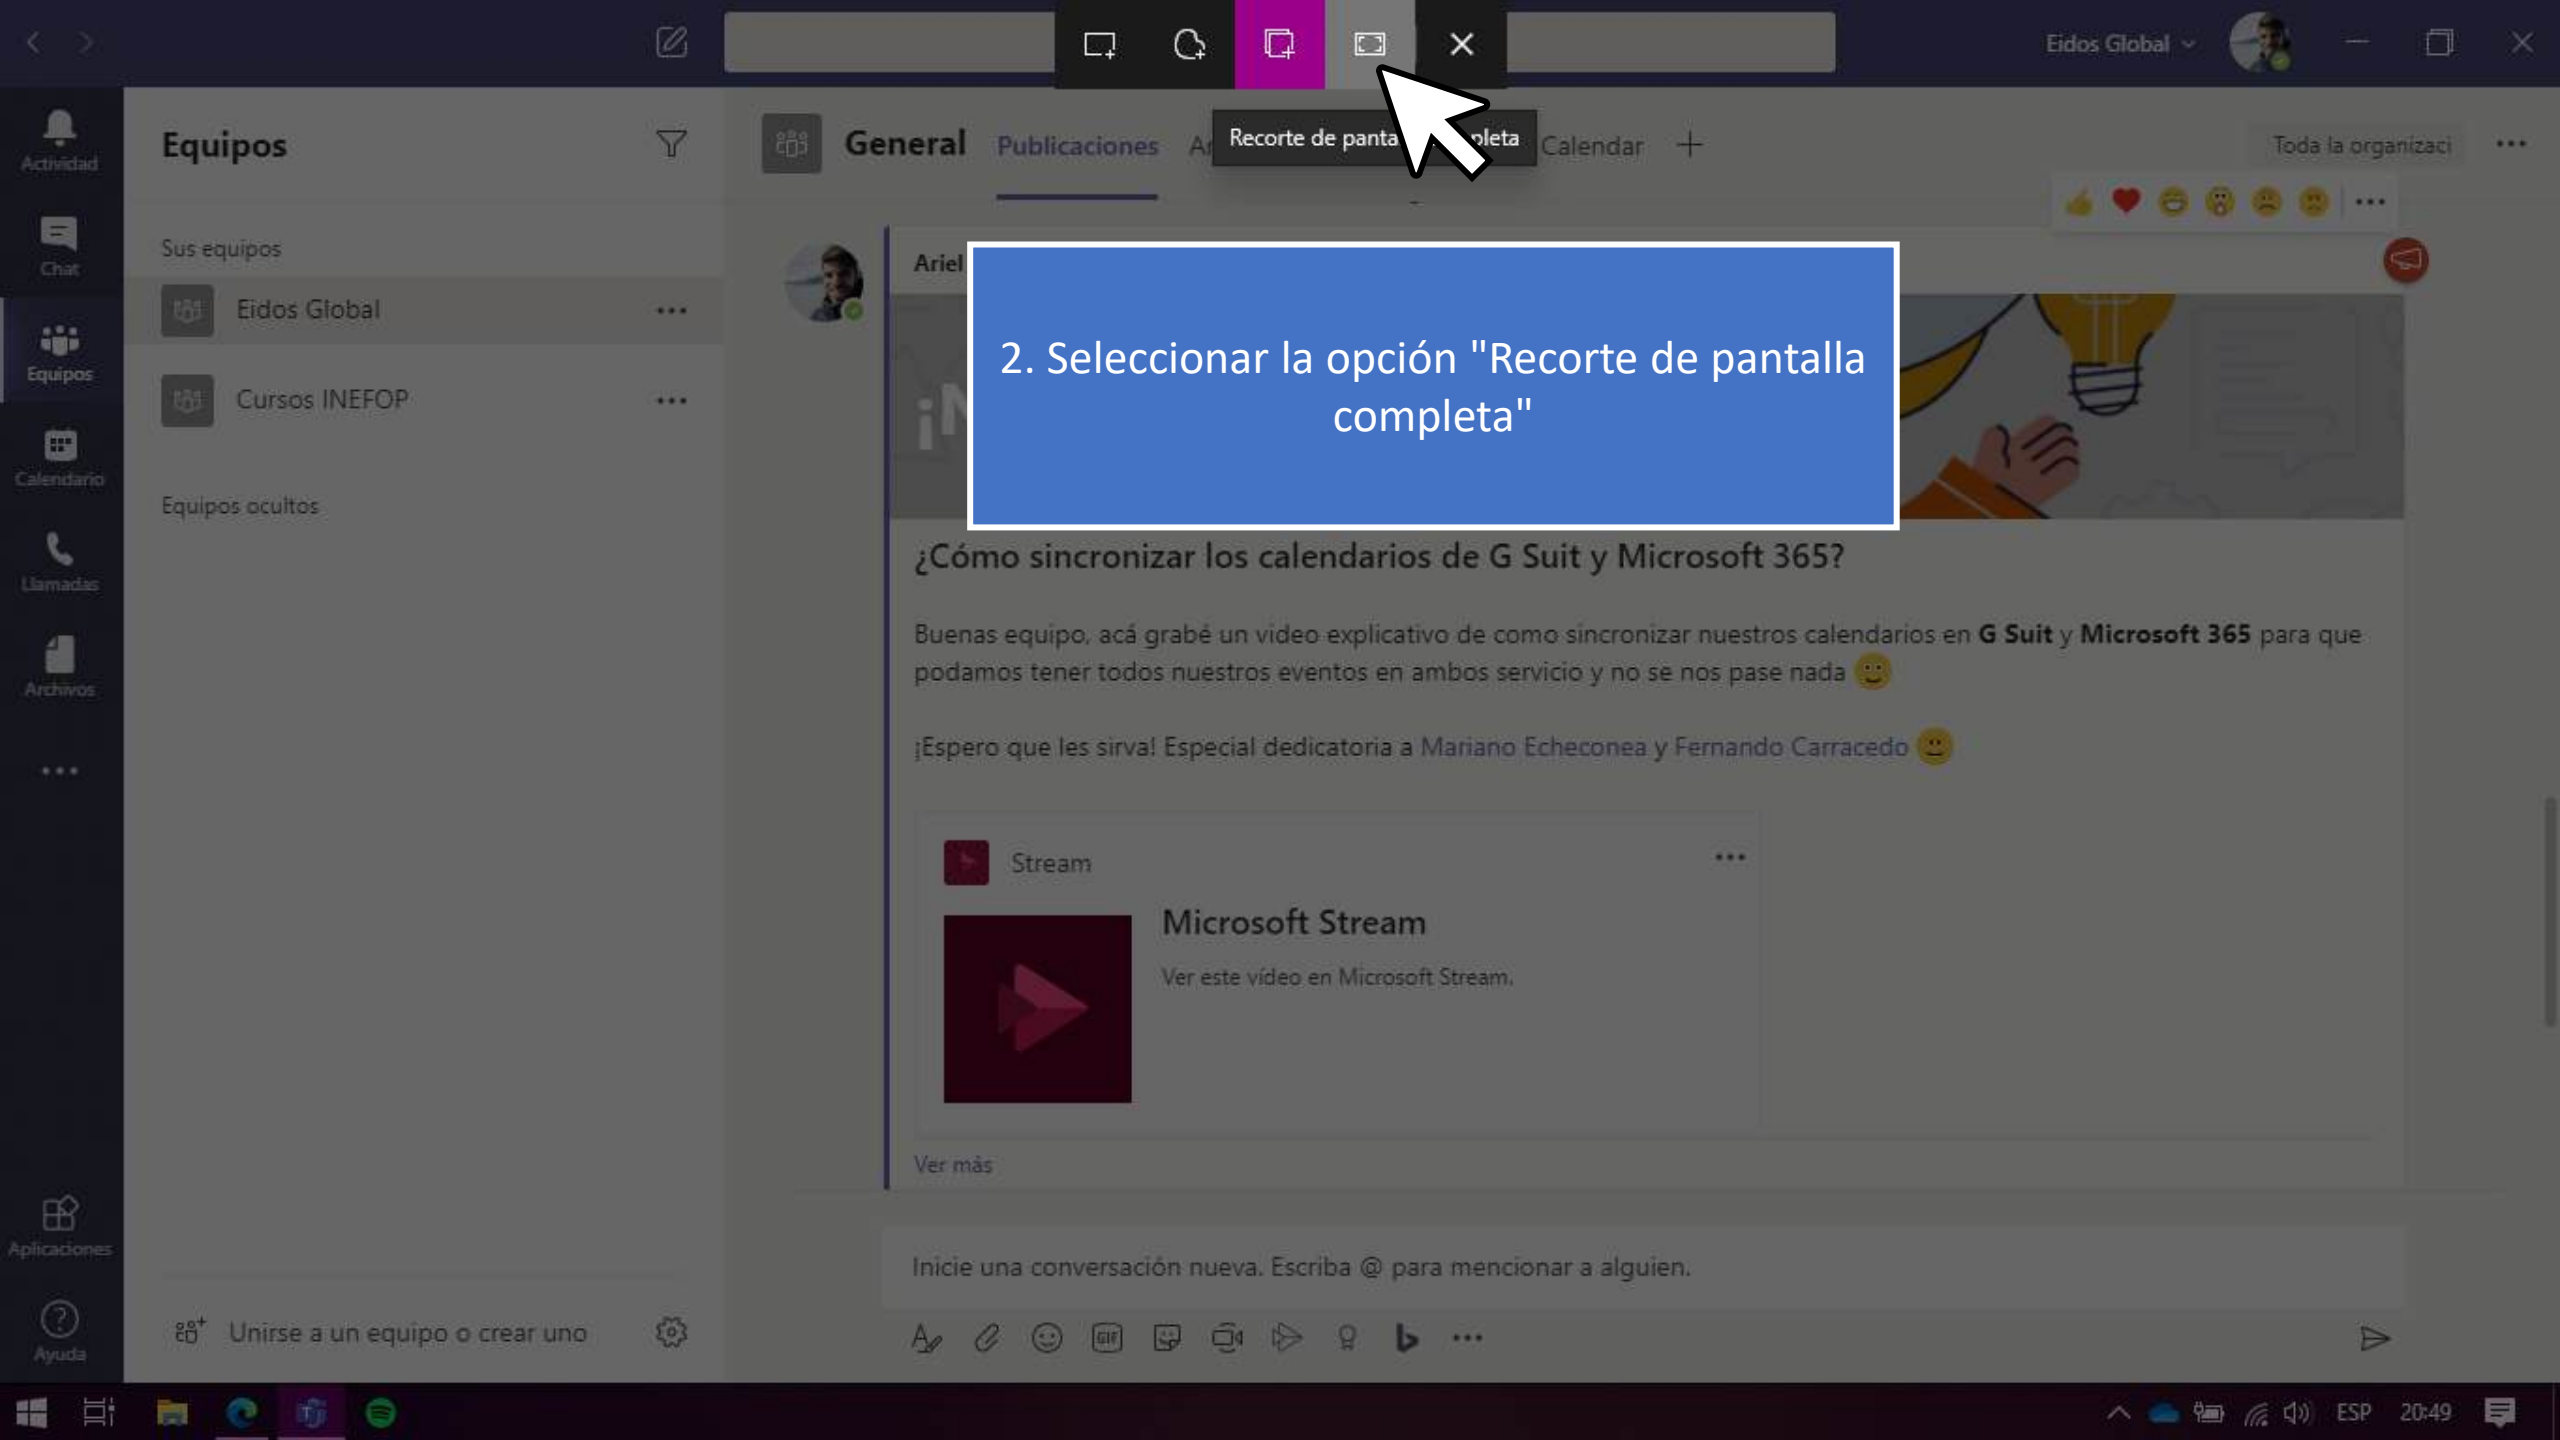 Eidos Global
Actividad
Equipos
General Publicaciones
Recorte de panta
pleta
Calendar
Toda la organizaci
Chat
Sus equipos
Eidos Global
Equipos
Cursos INEFOP
Calendario
Equipos ocultos
Llamadas
Archivos
Ariel
2. Seleccionar la opción "Recorte de pantalla
completa"
¿Cómo sincronizar los calendarios de G Suit y Microsoft 365?
Buenas equipo, acá grabé un video explicativo de como sincronizar nuestros calendarios en G Suit y Microsoft 365 para que
podamos tener todos nuestros eventos en ambos servicio y no se nos pase nada
¡Espero que les sirva! Especial dedicatoria a Mariano Echeconea y Fernando Carracedo
Stream
Microsoft Stream
Ver este vídeo en Microsoft Stream.
Ver más
Aplicaciones
Inicie una conversación nueva. Escriba @ para mencionar a alguien.
Unirse a un equipo o crear uno
GIF
Ayuda
ESP 20:49